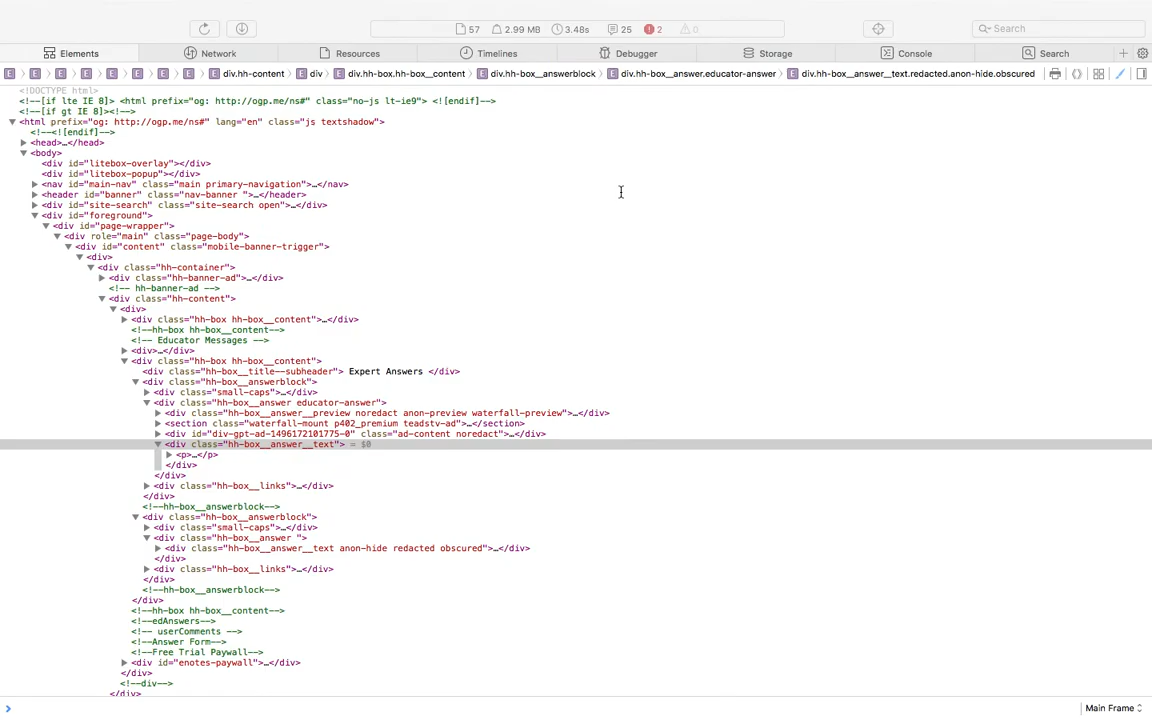 57 2.99 MB 3.48s 25 2 0 Search
Elements Network Resources Timelines Debugger Storage Console Search
E E E E E E E E E div.hh-content E div E div.hh-box.hh-box__content E div.hh-box__answerblock E div.hh-box__answer.educator-answer E div.hh-box__answer__text.redacted.anon-hide.obscured
<!DOCTYPE html>
<!--[if lte IE 8]> <html prefix="og: http://ogp.me/ns#" class="no-js lt-ie9"> <![endif]-->
<!--[if gt IE 8]><!-->
<html prefix="og: http://ogp.me/ns#" lang="en" class="js textshadow">
<!--<![endif]-->
<head>…</head>
<body>
<div id="litebox-overlay"></div>
<div id="litebox-popup"></div>
<nav id="main-nav" class="main primary-navigation">…</nav>
<header id="banner" class="nav-banner ">…</header>
<div id="site-search" class="site-search open">…</div>
<div id="foreground">
<div id="page-wrapper">
<div role="main" class="page-body">
<div id="content" class="mobile-banner-trigger">
<div>
<div class="hh-container">
<div class="hh-banner-ad">…</div>
<!-- hh-banner-ad -->
<div class="hh-content">
<div>
<div class="hh-box hh-box__content">…</div>
<!--hh-box hh-box__content-->
<!-- Educator Messages -->
<div>…</div>
<div class="hh-box hh-box__content">
<div class="hh-box__title--subheader"> Expert Answers </div>
<div class="hh-box__answerblock">
<div class="small-caps">…</div>
<div class="hh-box__answer educator-answer">
<div class="hh-box__answer__preview noredact anon-preview waterfall-preview">…</div>
<section class="waterfall-mount p402_premium teadstv-ad">…</section>
<div id="div-gpt-ad-1496172101775-0" class="ad-content noredact">…</div>
<div class="hh-box__answer__text"> = $0
<p>…</p>
</div>
</div>
<div class="hh-box__links">…</div>
</div>
<!--hh-box__answerblock-->
<div class="hh-box__answerblock">
<div class="small-caps">…</div>
<div class="hh-box__answer ">
<div class="hh-box__answer__text anon-hide redacted obscured">…</div>
</div>
<div class="hh-box__links">…</div>
</div>
<!--hh-box__answerblock-->
</div>
<!--hh-box hh-box__content-->
<!--edAnswers-->
<!-- userComments -->
<!--Answer Form-->
<!--Free Trial Paywall-->
<div id="enotes-paywall">…</div>
</div>
<!--div-->
</div>
Main Frame